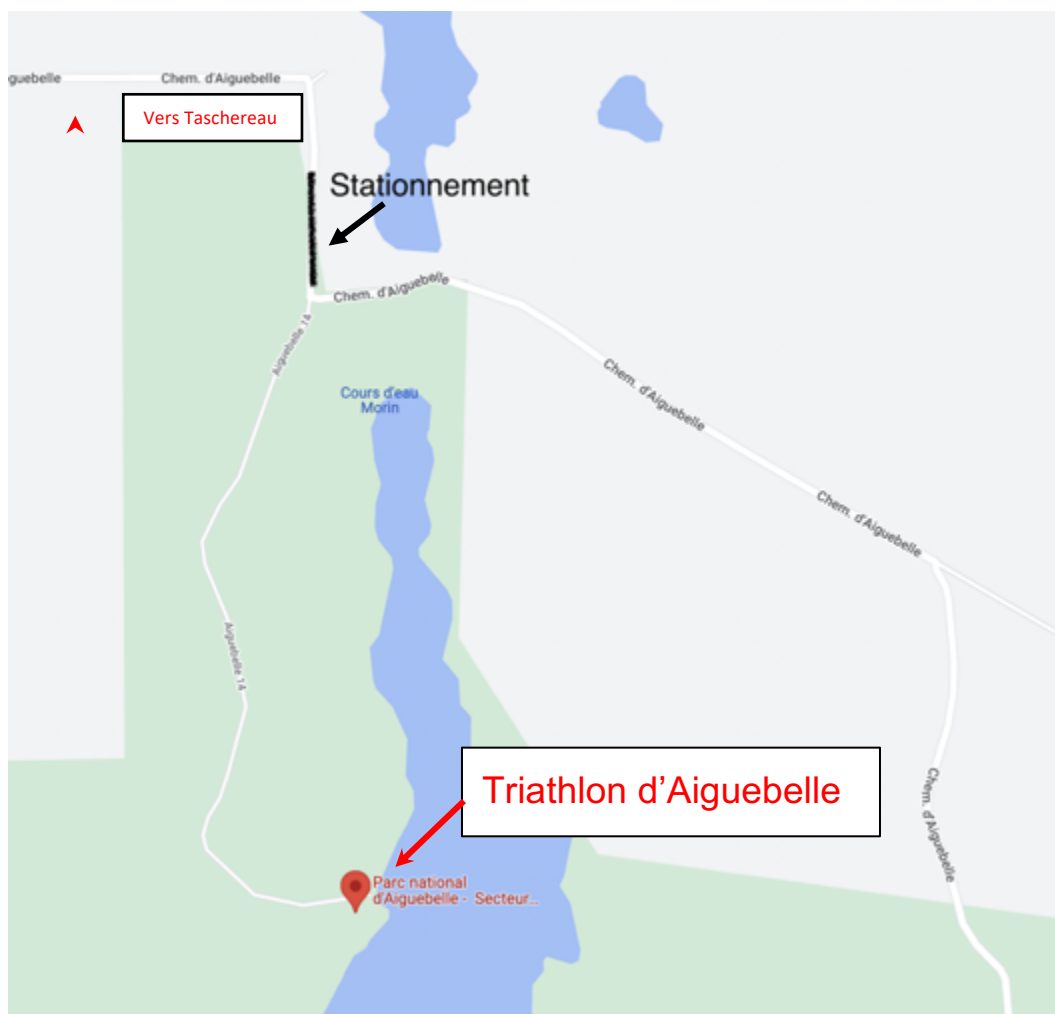 guebelle
Chem. d'Aiguebelle
Vers Taschereau
Stationnement
Chem. d'Aiguebelle
Aiguebelle 14
Chem. d'Aiguebelle
Cours d'eau
Morin
Chem. d'Aiguebelle
Aiguebelle 14
Triathlon d’Aiguebelle
Chem. d'Aiguebelle
Parc national
d'Aiguebelle - Secteur...